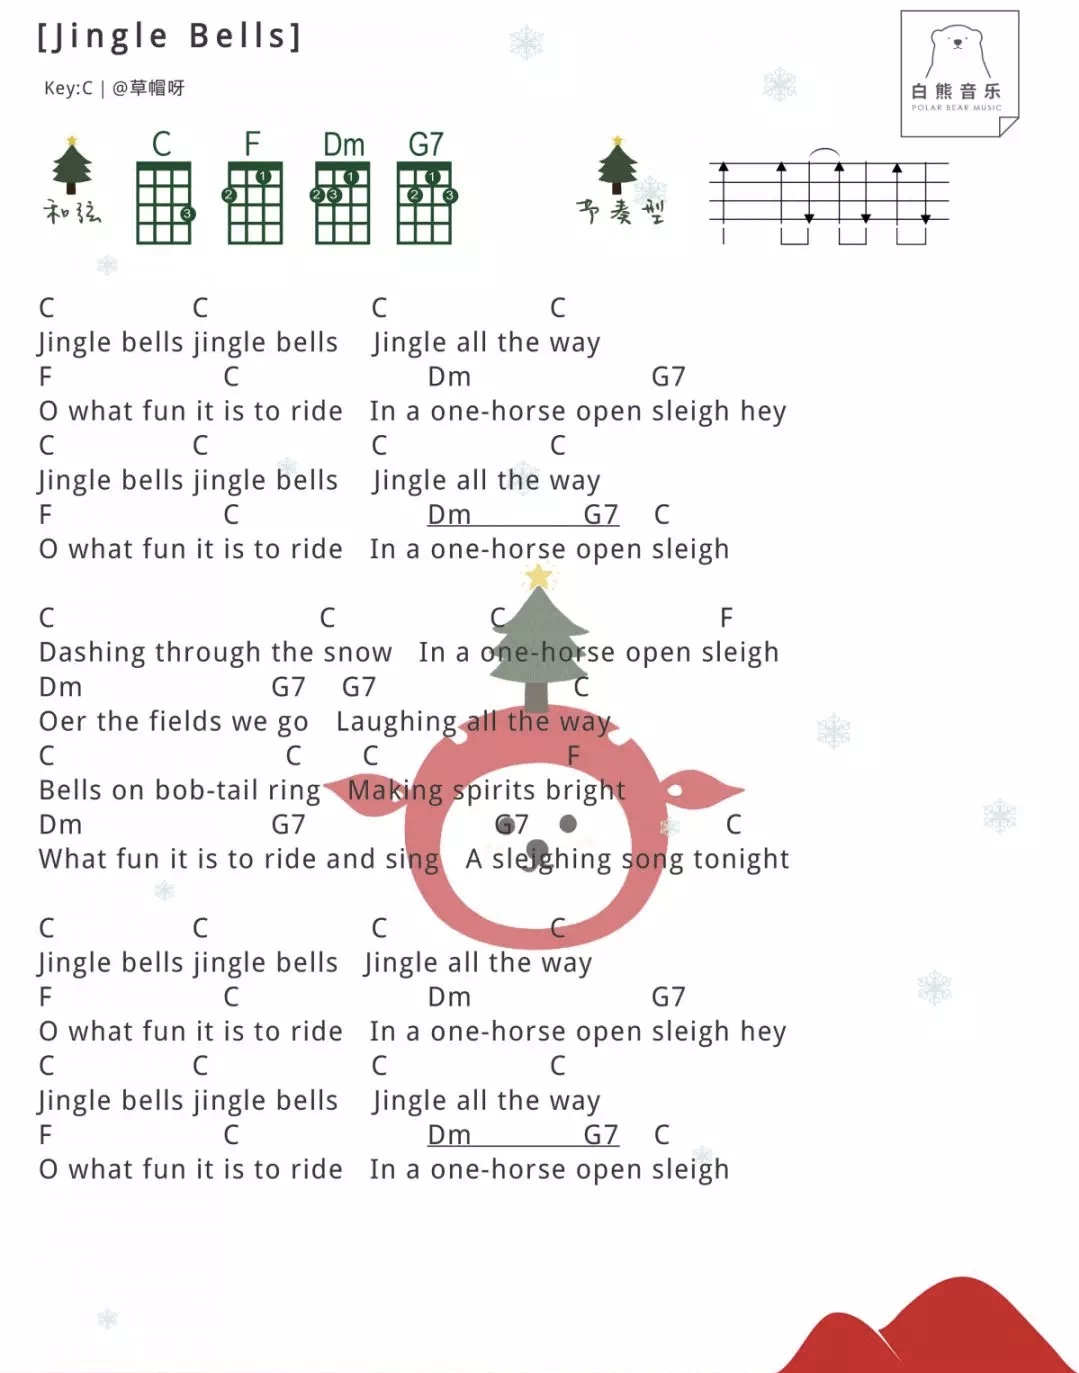 [Jingle Bells]
Key:C | @草帽呀
白熊音乐
POLAR BEAR MUSIC
和弦 C F Dm G7 节奏型
1 1 1
2 2 3 2 3
3
C C C C
Jingle bells jingle bells Jingle all the way
F C Dm G7
O what fun it is to ride In a one-horse open sleigh hey
C C C C
Jingle bells jingle bells Jingle all the way
F C Dm G7 C
O what fun it is to ride In a one-horse open sleigh
C C C F
Dashing through the snow In a one-horse open sleigh
Dm G7 G7 C
Oer the fields we go Laughing all the way
C C C F
Bells on bob-tail ring Making spirits bright
Dm G7 G7 C
What fun it is to ride and sing A sleighing song tonight
C C C C
Jingle bells jingle bells Jingle all the way
F C Dm G7
O what fun it is to ride In a one-horse open sleigh hey
C C C C
Jingle bells jingle bells Jingle all the way
F C Dm G7 C
O what fun it is to ride In a one-horse open sleigh